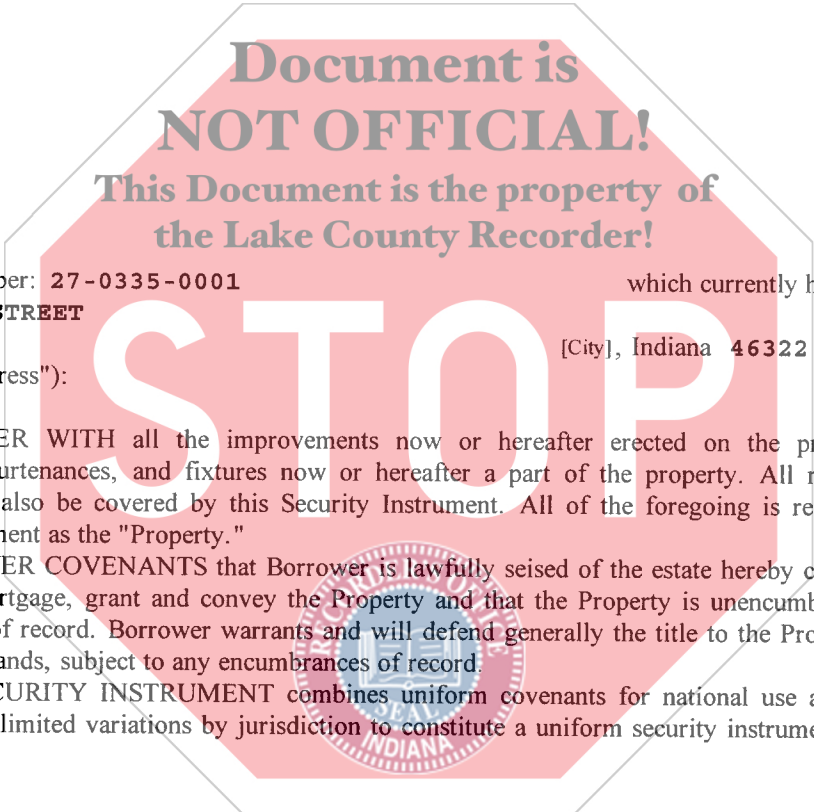 Document is
NOT OFFICIAL!
This Document is the property of
the Lake County Recorder!
ber: 27-0335-0001 which currently h
STREET
[City], Indiana 46322
ress"):
STOP
ER WITH all the improvements now or hereafter erected on the pr
urtenances, and fixtures now or hereafter a part of the property. All r
also be covered by this Security Instrument. All of the foregoing is re
ent as the "Property."
ER COVENANTS that Borrower is lawfully seised of the estate hereby c
rtgage, grant and convey the Property and that the Property is unencumb
f record. Borrower warrants and will defend generally the title to the Pro
ands, subject to any encumbrances of record.
CURITY INSTRUMENT combines uniform covenants for national use a
limited variations by jurisdiction to constitute a uniform security instrume
RECORDER OF THE
SEAL
INDIANA